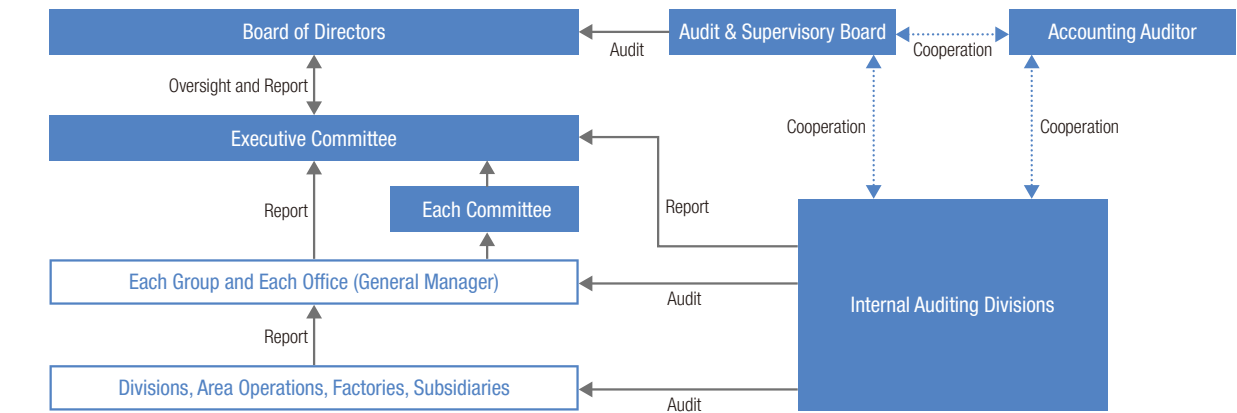 Board of Directors
Audit
Audit & Supervisory Board
Cooperation
Accounting Auditor
Oversight and Report
Executive Committee
Cooperation
Cooperation
Report
Each Committee
Report
Each Group and Each Office (General Manager)
Audit
Internal Auditing Divisions
Report
Divisions, Area Operations, Factories, Subsidiaries
Audit